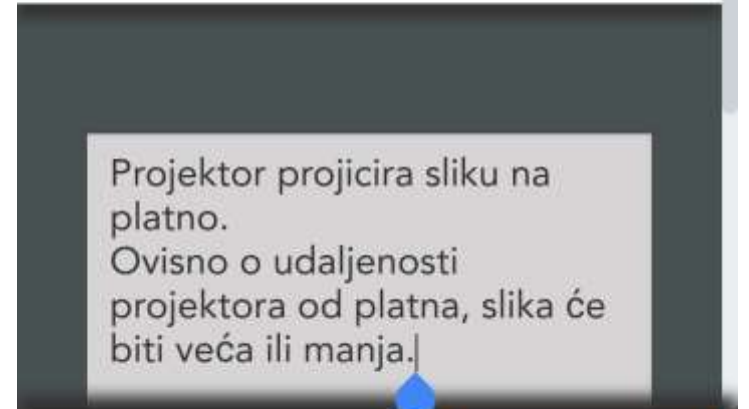 Projektor projicira sliku na
platno.
Ovisno o udaljenosti
projektora od platna, slika će
biti veća ili manja.